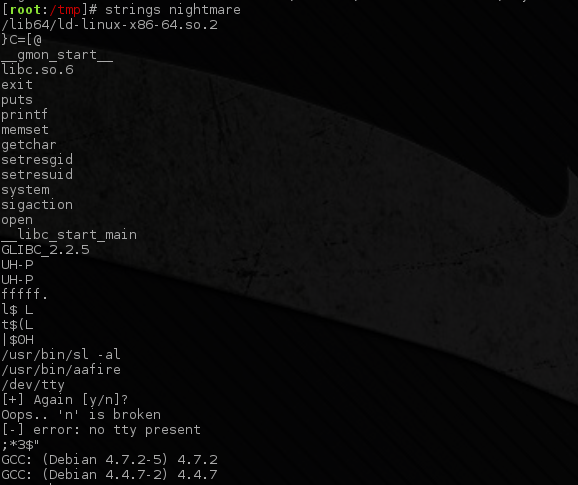 [root:/tmp]# strings nightmare
/lib64/ld-linux-x86-64.so.2
}C=[@
__gmon_start__
libc.so.6
exit
puts
printf
memset
getchar
setresgid
setresuid
system
sigaction
open
__libc_start_main
GLIBC_2.2.5
UH-P
UH-P
fffff.
l$ L
t$(L
|$OH
/usr/bin/sl -al
/usr/bin/aafire
/dev/tty
[+] Again [y/n]?
Oops.. 'n' is broken
[-] error: no tty present
;*3$"
GCC: (Debian 4.7.2-5) 4.7.2
GCC: (Debian 4.4.7-2) 4.4.7